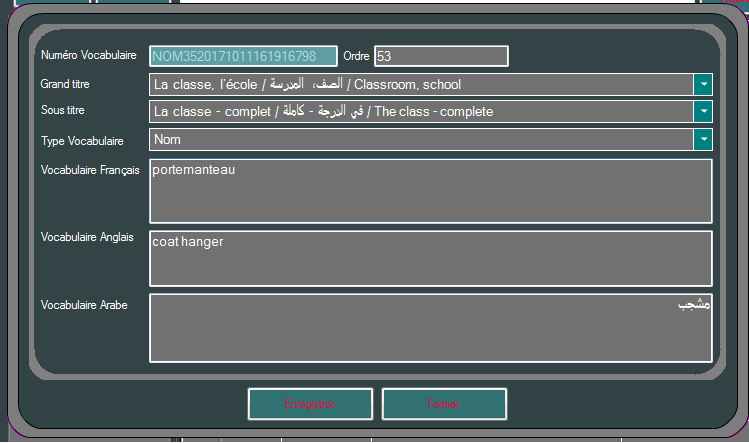 Numéro Vocabulaire NOM3520171011161916798 Ordre 53
Grand titre La classe, l'école / الصف، المدرسة / Classroom, school
Sous titre La classe - complet / في الدرجة - كاملة / The class - complete
Type Vocabulaire Nom
Vocabulaire Français portemanteau
Vocabulaire Anglais coat hanger
Vocabulaire Arabe مشجب
Enregistrer Fermer